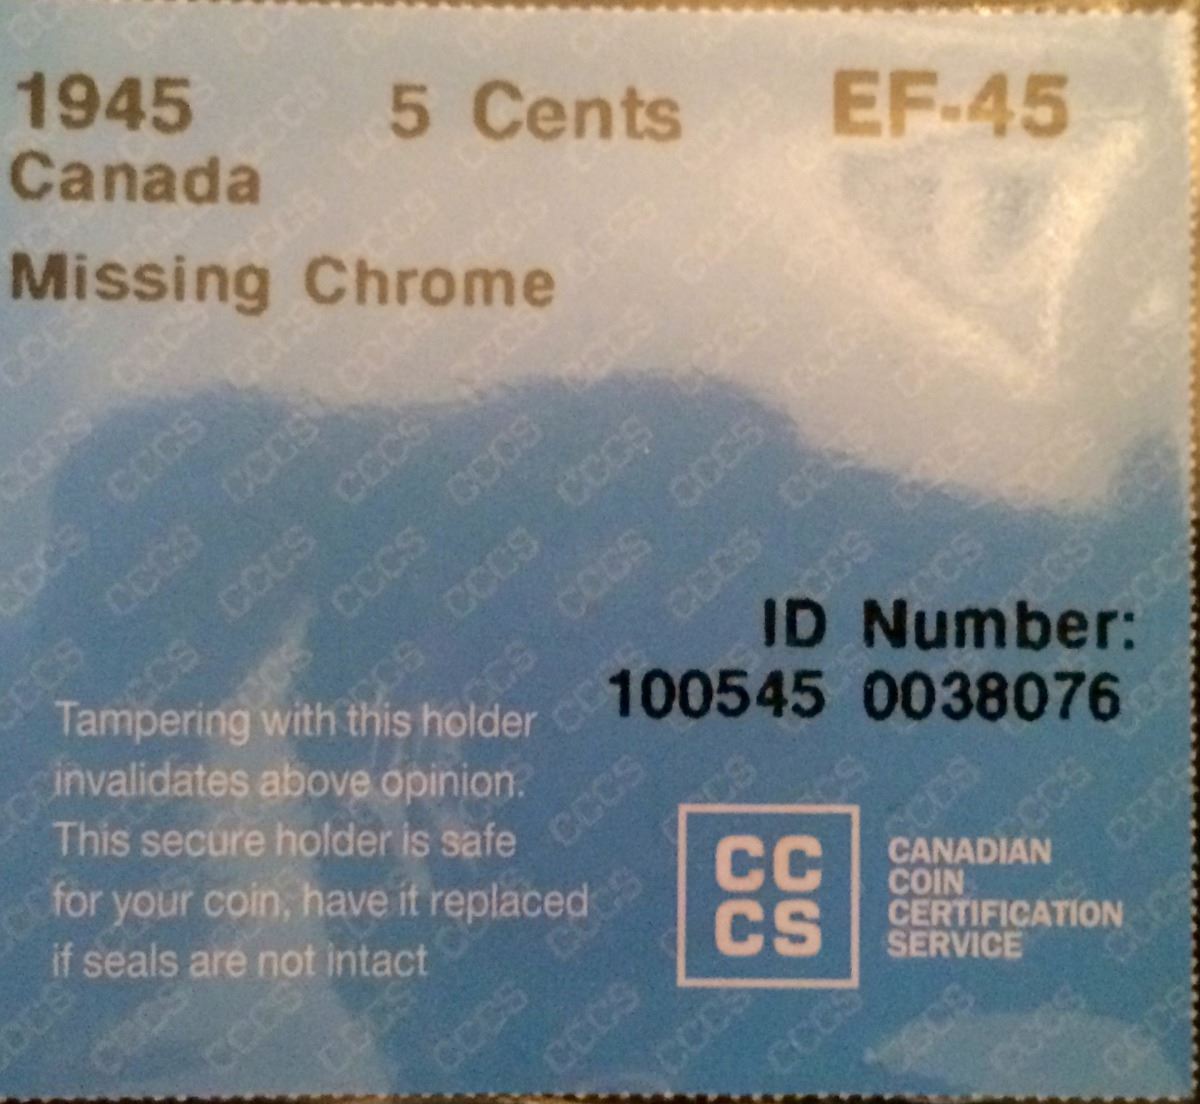 1945 5 Cents EF-45
Canada
Missing Chrome
ID Number:
100545 0038076
Tampering with this holder
invalidates above opinion.
This secure holder is safe
for your coin, have it replaced
if seals are not intact
CC
CS
CANADIAN
COIN
CERTIFICATION
SERVICE